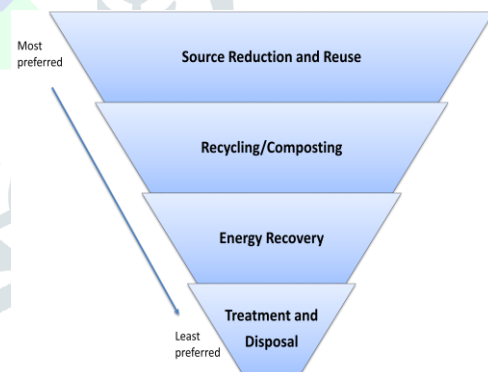 Most
preferred
Source Reduction and Reuse
Recycling/Composting
Energy Recovery
Treatment and
Disposal
Least
preferred